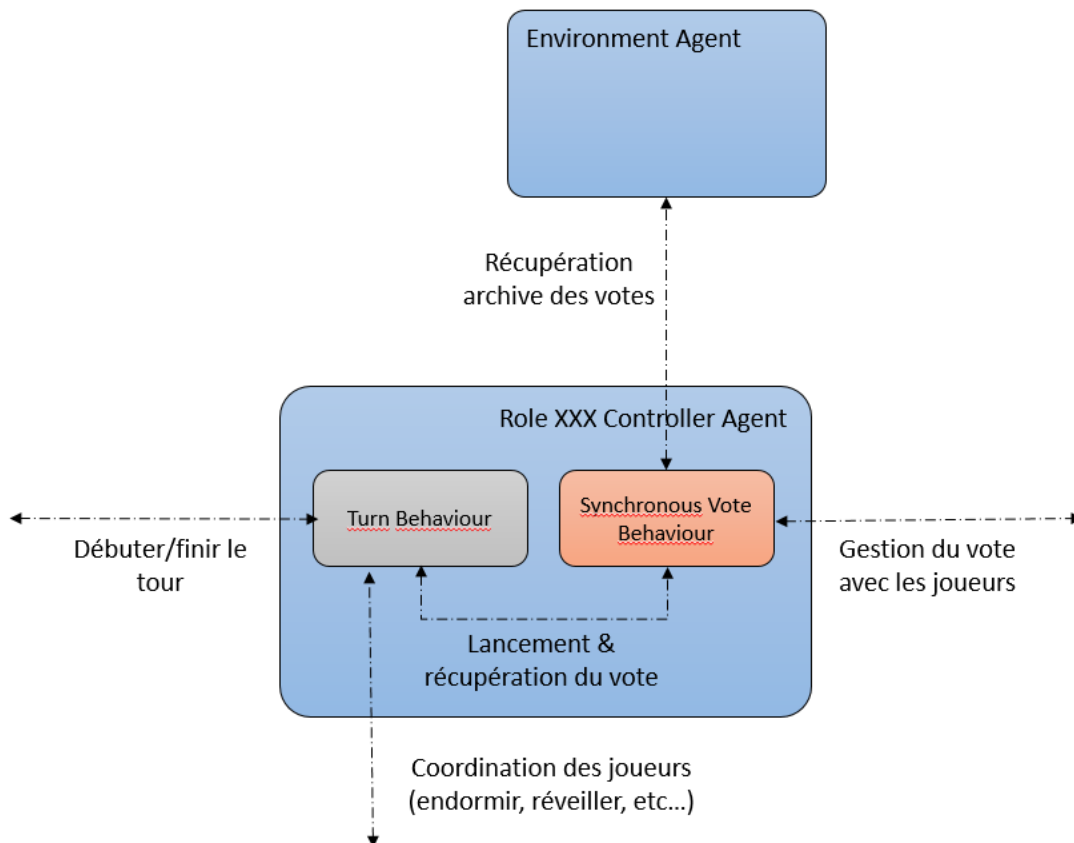 Environment Agent
Récupération
archive des votes
Role XXX Controller Agent
Turn Behaviour
Synchronous Vote
Behaviour
Débuter/finir le
tour
Gestion du vote
avec les joueurs
Lancement &
récupération du vote
Coordination des joueurs
(endormir, réveiller, etc...)